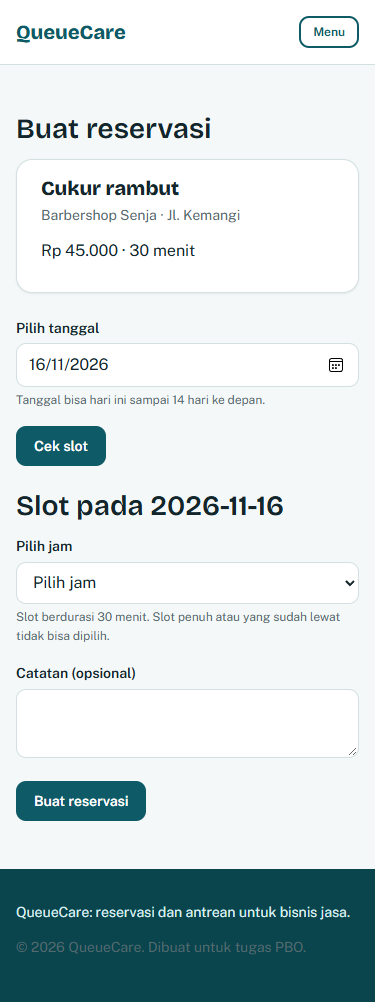 QueueCare
Menu
Buat reservasi
Cukur rambut
Barbershop Senja · Jl. Kemangi
Rp 45.000 · 30 menit
Pilih tanggal
16/11/2026
Tanggal bisa hari ini sampai 14 hari ke depan.
Cek slot
Slot pada 2026-11-16
Pilih jam
Pilih jam
Slot berdurasi 30 menit. Slot penuh atau yang sudah lewat
tidak bisa dipilih.
Catatan (opsional)
Buat reservasi
QueueCare: reservasi dan antrean untuk bisnis jasa.
© 2026 QueueCare. Dibuat untuk tugas PBO.